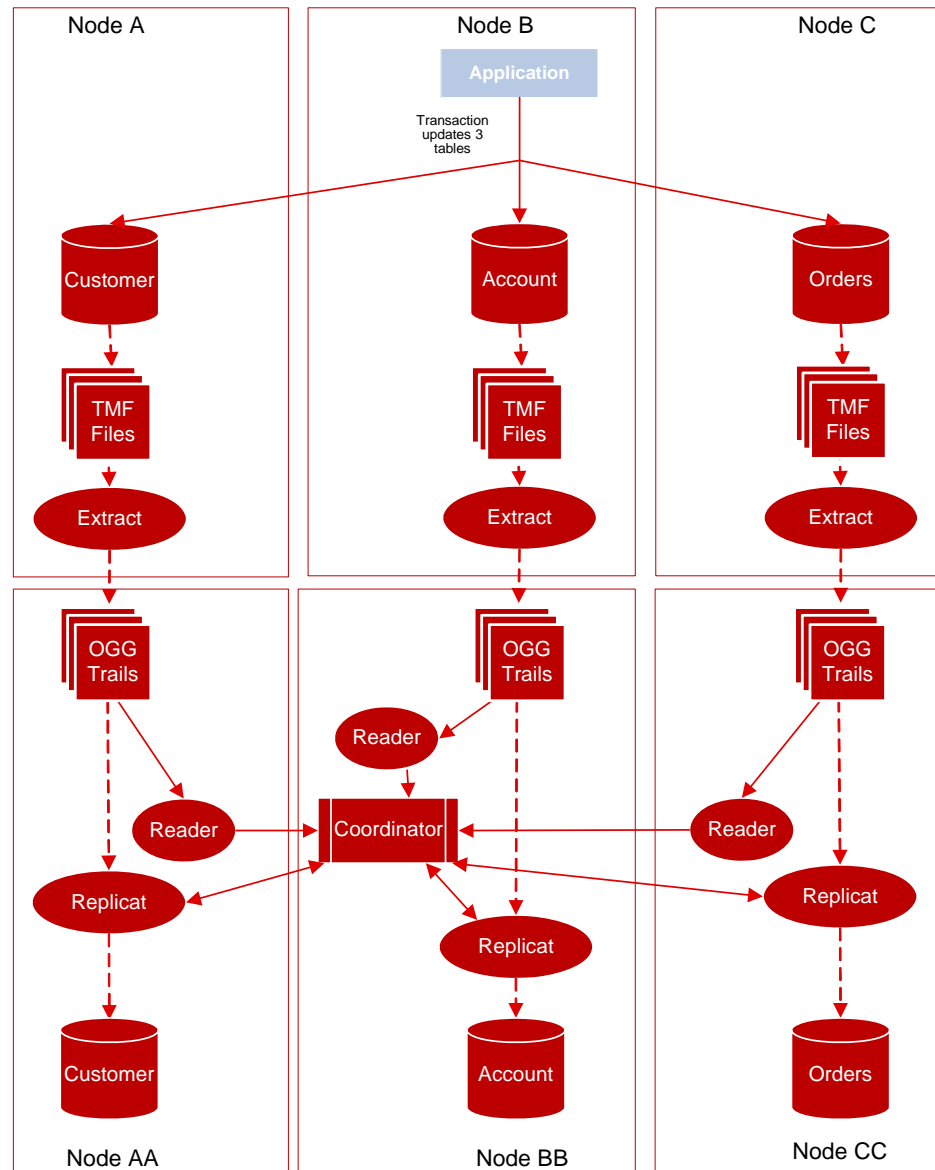 Node A
Node B
Node C
Application
Transaction
updates 3
tables
Customer
Account
Orders
TMF
Files
TMF
Files
TMF
Files
Extract
Extract
Extract
OGG
Trails
OGG
Trails
OGG
Trails
Reader
Reader
Coordinator
Reader
Replicat
Replicat
Replicat
Customer
Account
Orders
Node AA
Node BB
Node CC